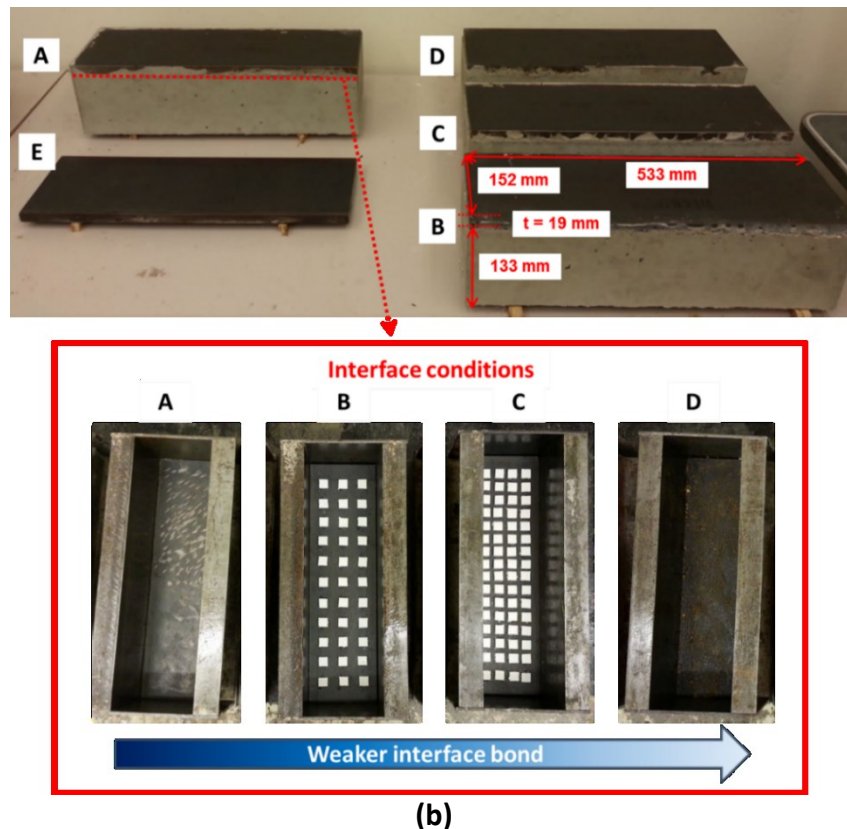 A
D
E
C
152 mm
533 mm
B
t = 19 mm
133 mm
Interface conditions
A
B
C
D
Weaker interface bond
(b)